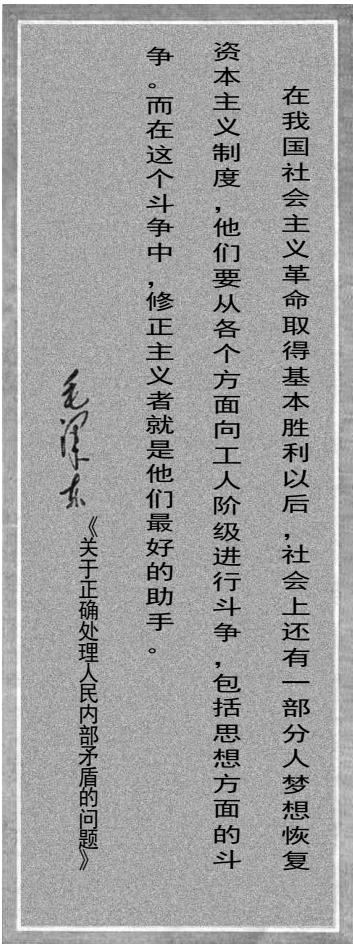 在我国社会主义革命取得基本胜利以后，社会上还有一部分人梦想恢复
资本主义制度，他们要从各个方面向工人阶级进行斗争，包括思想方面的斗
争。而在这个斗争中，修正主义者就是他们最好的助手。
毛泽东
《关于正确处理人民内部矛盾的问题》